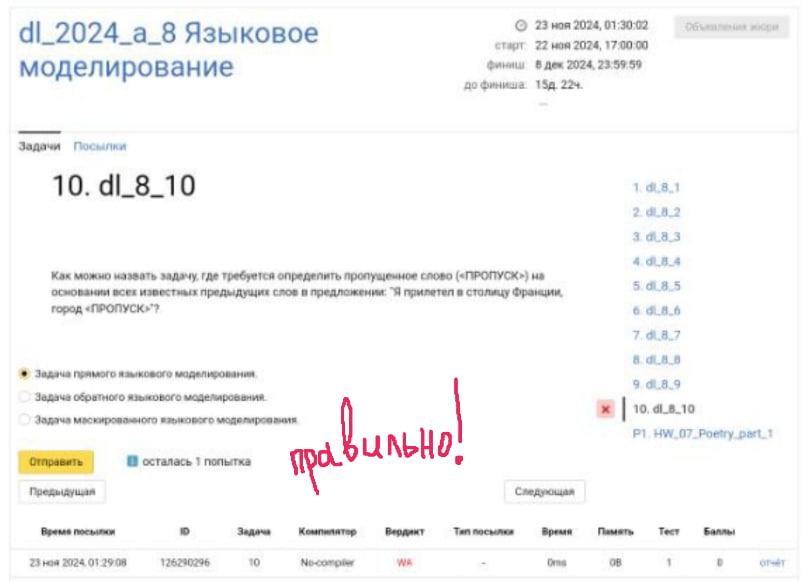 dl_2024_a_8 Языковое
моделирование
23 ноя 2024, 01:30:02
старт: 22 ноя 2024, 17:00:00
финиш: 8 дек 2024, 23:59:59
до финиша: 15д. 22ч.
...
Объявления жюри
Задачи Посылки
10. dl_8_10
Как можно назвать задачу, где требуется определить пропущенное слово («ПРОПУСК») на
основании всех известных предыдущих слов в предложении: "Я прилетел в столицу Франции,
город «ПРОПУСК»"?
Задача прямого языкового моделирования.
Задача обратного языкового моделирования.
Задача маскированного языкового моделирования.
правильно!
Отправить
осталась 1 попытка
Предыдущая
Следующая
1. dl_8_1
2. dl_8_2
3. dl_8_3
4. dl_8_4
5. dl_8_5
6. dl_8_6
7. dl_8_7
8. dl_8_8
9. dl_8_9
10. dl_8_10
P1. HW_07_Poetry_part_1
Время посылки ID Задача Компилятор Вердикт Тип посылки Время Память Тест Баллы
23 ноя 2024, 01:29:08 126290296 10 No-compiler WA - 0ms 0B 1 0 отчёт